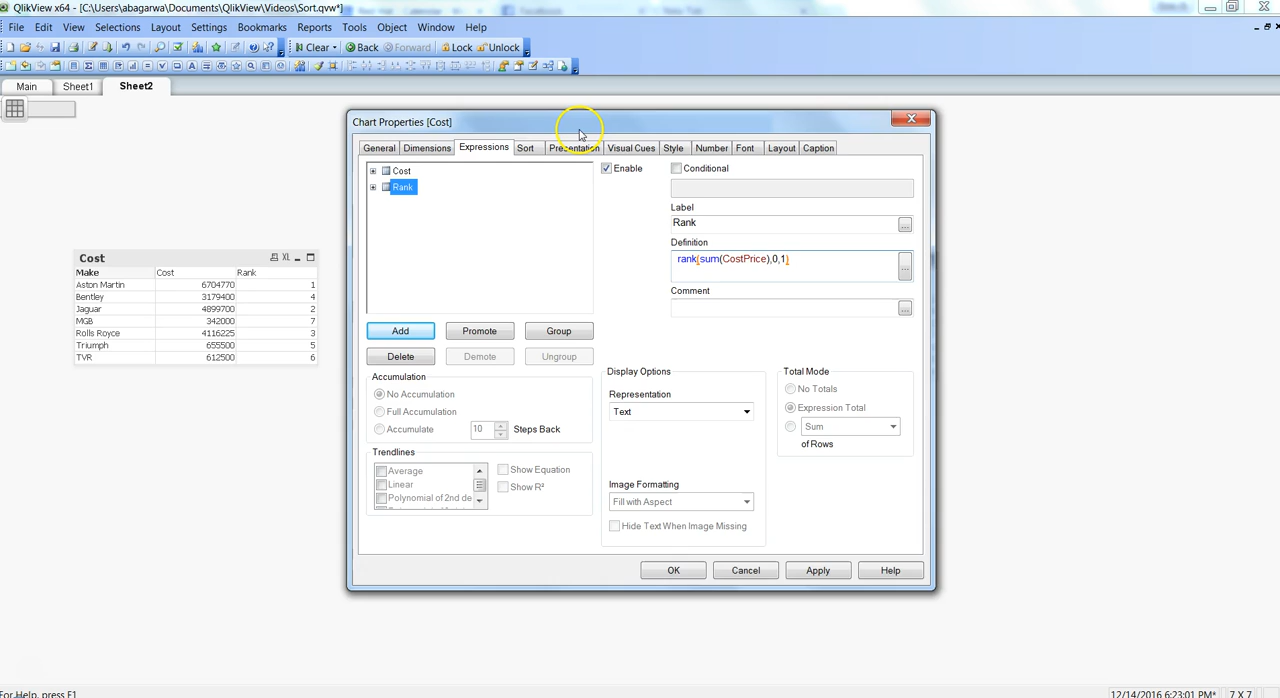 QlikView x64 - [C:\Users\abagarwa\Documents\QlikView\Videos\Sort.qvw*]
File Edit View Selections Layout Settings Bookmarks Reports Tools Object Window Help
Clear Back Forward Lock Unlock
Main Sheet1 Sheet2
Chart Properties [Cost]
General Dimensions Expressions Sort Presentation Visual Cues Style Number Font Layout Caption
Cost
Rank
Enable
Conditional
Label
Rank
...
Definition
rank(sum(CostPrice),0,1)
...
Comment
...
Add Promote Group
Delete Demote Ungroup
Accumulation
No Accumulation
Full Accumulation
Accumulate 10 Steps Back
Trendlines
Average
Linear
Polynomial of 2nd de
Show Equation
Show R²
Display Options
Representation
Text
Image Formatting
Fill with Aspect
Hide Text When Image Missing
Total Mode
No Totals
Expression Total
Sum
of Rows
OK Cancel Apply Help
Cost XL
Make Cost Rank
Aston Martin 6704770 1
Bentley 3179400 4
Jaguar 4899700 2
MGB 342000 7
Rolls Royce 4116225 3
Triumph 655500 5
TVR 612500 6
For Help, press F1 12/14/2016 6:23:01 PM* 7 X 7